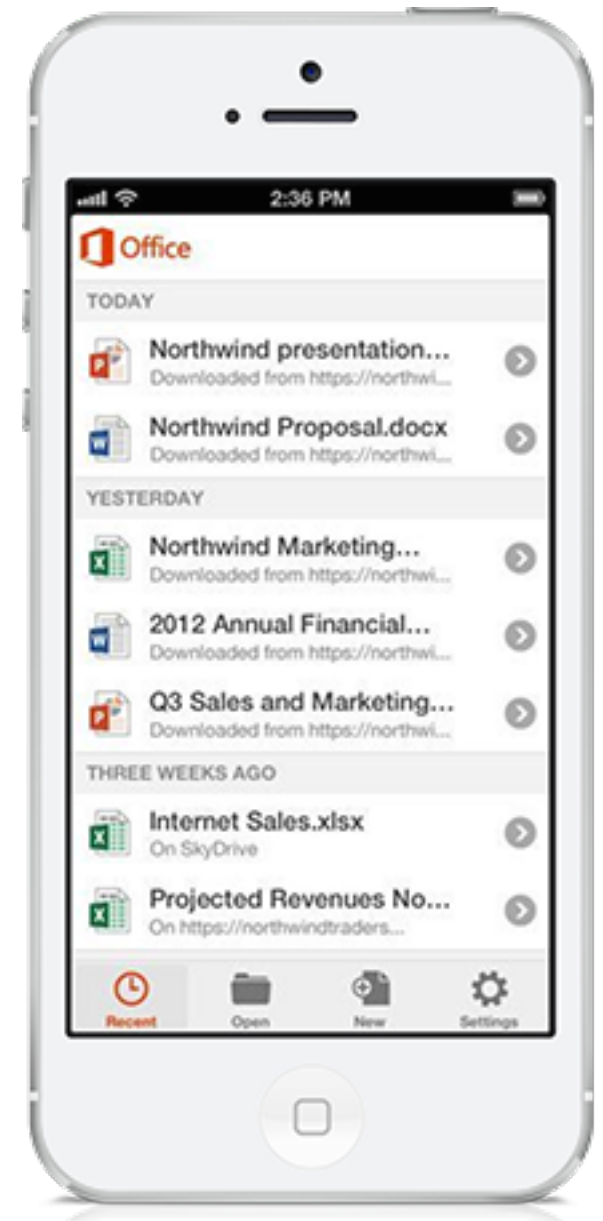 2:36 PM
Office
TODAY
Northwind presentation...
Downloaded from https://northwi...
Northwind Proposal.docx
Downloaded from https://northwi...
YESTERDAY
Northwind Marketing...
Downloaded from https://northwi...
2012 Annual Financial...
Downloaded from https://northwi...
Q3 Sales and Marketing...
Downloaded from https://northwi...
THREE WEEKS AGO
Internet Sales.xlsx
On SkyDrive
Projected Revenues No...
On https://northwindtraders...
Recent Open New Settings